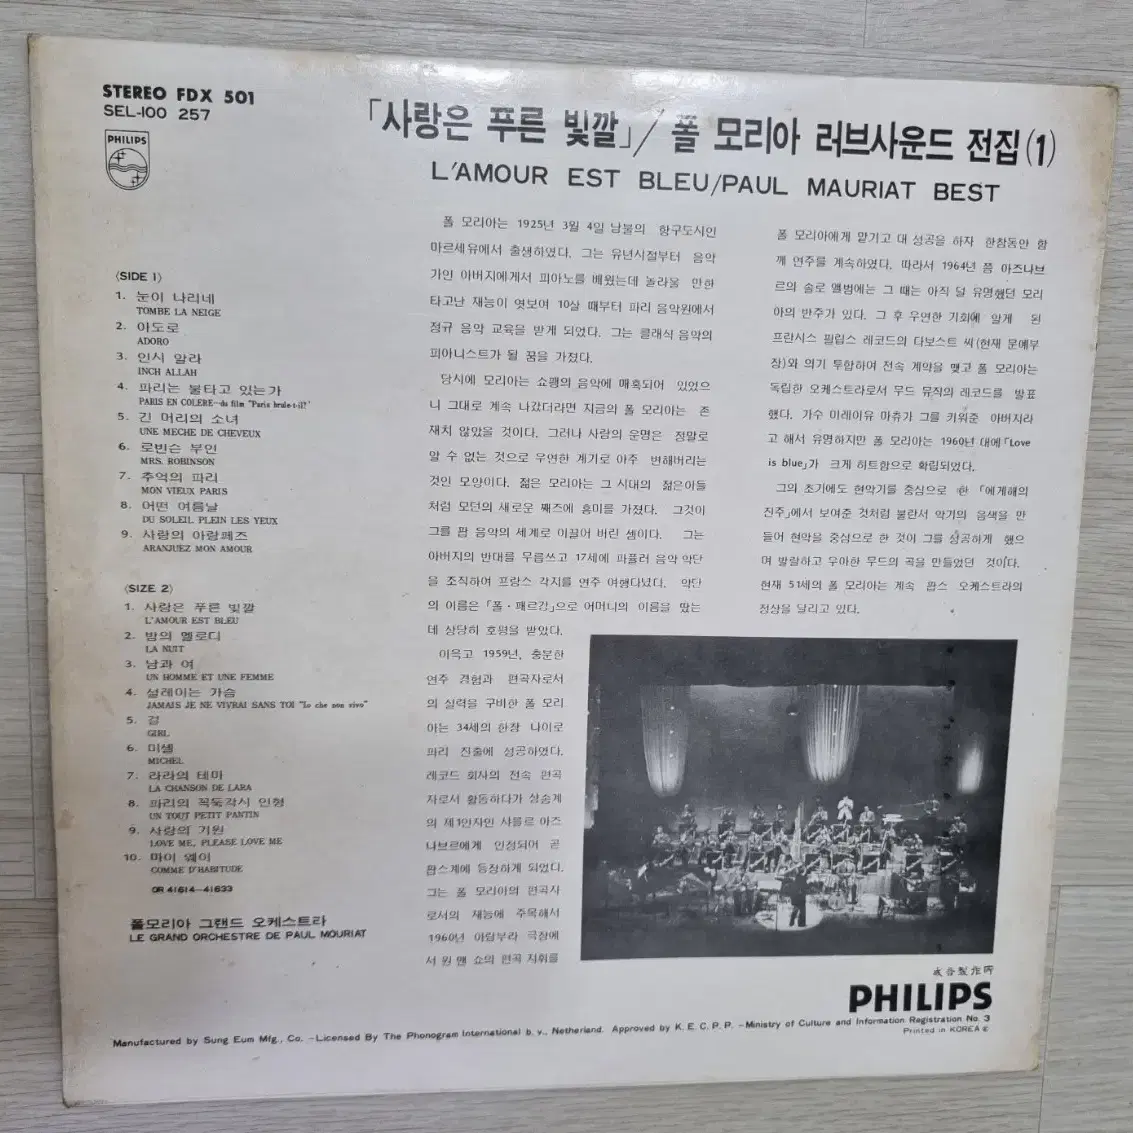 STEREO FDX 501
SEL-100 257
PHILIPS
「사랑은 푸른 빛깔」/ 폴 모리아 러브사운드 전집(1)
L'AMOUR EST BLEU/PAUL MAURIAT BEST
〈SIDE 1〉
1. 눈이 나리네
TOMBE LA NEIGE
2. 아도로
ADORO
3. 인시 알라
INCH ALLAH
4. 파리는 불타고 있는가
PARIS EN COLERE—du film "Paris brule-t-il?"
5. 긴 머리의 소녀
UNE MECHE DE CHEVEUX
6. 로빈슨 부인
MRS. ROBINSON
7. 추억의 파리
MON VIEUX PARIS
8. 어떤 여름날
DU SOLEIL PLEIN LES YEUX
9. 사랑의 아랑페즈
ARANJUEZ MON AMOUR
〈SIZE 2〉
1. 사랑은 푸른 빛깔
L'AMOUR EST BLEU
2. 밤의 멜로디
LA NUIT
3. 남과 여
UN HOMME ET UNE FEMME
4. 설레이는 가슴
JAMAIS JE NE VIVRAI SANS TOI "Io che non vivo"
5. 걸
GIRL
6. 미셸
MICHEL
7. 라라의 테마
LA CHANSON DE LARA
8. 파리의 꼭둑각시 인형
UN TOUT PETIT PANTIN
9. 사랑의 기원
LOVE ME, PLEASE LOVE ME
10. 마이 웨이
COMME D'HABITUDE
OR 41614—41633
폴모리아 그랜드 오케스트라
LE GRAND ORCHESTRE DE PAUL MOURIAT
폴 모리아는 1925년 3월 4일 남불의 항구도시인
마르세유에서 출생하였다. 그는 유년시절부터 음악
가인 아버지에게서 피아노를 배웠는데 놀라울 만한
타고난 재능이 엿보여 10살 때부터 파리 음악원에서
정규 음악 교육을 받게 되었다. 그는 클래식 음악의
피아니스트가 될 꿈을 가졌다.
당시에 모리아는 쇼팽의 음악에 매혹되어 있었으
니 그대로 계속 나갔더라면 지금의 폴 모리아는 존
재치 않았을 것이다. 그러나 사람의 운명은 정말로
알 수 없는 것으로 우연한 계기로 아주 변해버리는
것인 모양이다. 젊은 모리아는 그 시대의 젊은이들
처럼 모던의 새로운 째즈에 흥미를 가졌다. 그것이
그를 팝 음악의 세계로 이끌어 버린 셈이다. 그는
아버지의 반대를 무릅쓰고 17세에 파퓰러 음악 악단
을 조직하여 프랑스 각지를 연주 여행다녔다. 악단
의 이름은「폴·패르강」으로 어머니의 이름을 땄는
데 상당히 호평을 받았다.
이윽고 1959년, 충분한
연주 경험과 편곡자로서
의 실력을 구비한 폴 모리
아는 34세의 한창 나이로
파리 진출에 성공하였다.
레코드 회사의 전속 편곡
자로서 활동하다가 상송계
의 제1인자인 샤를르 아즈
나브르에게 인정되어 곧
팝스계에 등장하게 되었다.
그는 폴 모리아의 편곡자
로서의 재능에 주목해서
1960년 아람부라 극장에
서 원 맨 쇼의 편곡 지휘를
폴 모리아에게 맡기고 대 성공을 하자 한참동안 함
께 연주를 계속하였다. 따라서 1964년 쯤 아즈나브
르의 솔로 앨범에는 그 때는 아직 덜 유명했던 모리
아의 반주가 있다. 그 후 우연한 기회에 알게 된
프란시스 필립스 레코드의 다보스트 씨(현재 문예부
장)와 의기 투합하여 전속 계약을 맺고 폴 모리아는
독립한 오케스트라로서 무드 뮤직의 레코드를 발표
했다. 가수 미레이유 마츄가 그를 키워준 아버지라
고 해서 유명하지만 폴 모리아는 1960년대에「Love
is blue」가 크게 히트함으로 확립되었다.
그의 초기에도 현악기를 중심으로 한 「에게해의
진주」에서 보여준 것처럼 불란서 악기의 음색을 만
들어 현악을 중심으로 한 것이 그를 성공하게 했으
며 발랄하고 우아한 무드의 곡을 만들었던 것이다.
현재 51세의 폴 모리아는 계속 팝스 오케스트라의
정상을 달리고 있다.
PHILIPS
Manufactured by Sung Eum Mfg., Co. —Licensed By The Phonogram International b. v., Netherland. Approved by K. E. C. P. P. —Ministry of Culture and Information Registration No. 3
Printed in KOREA E